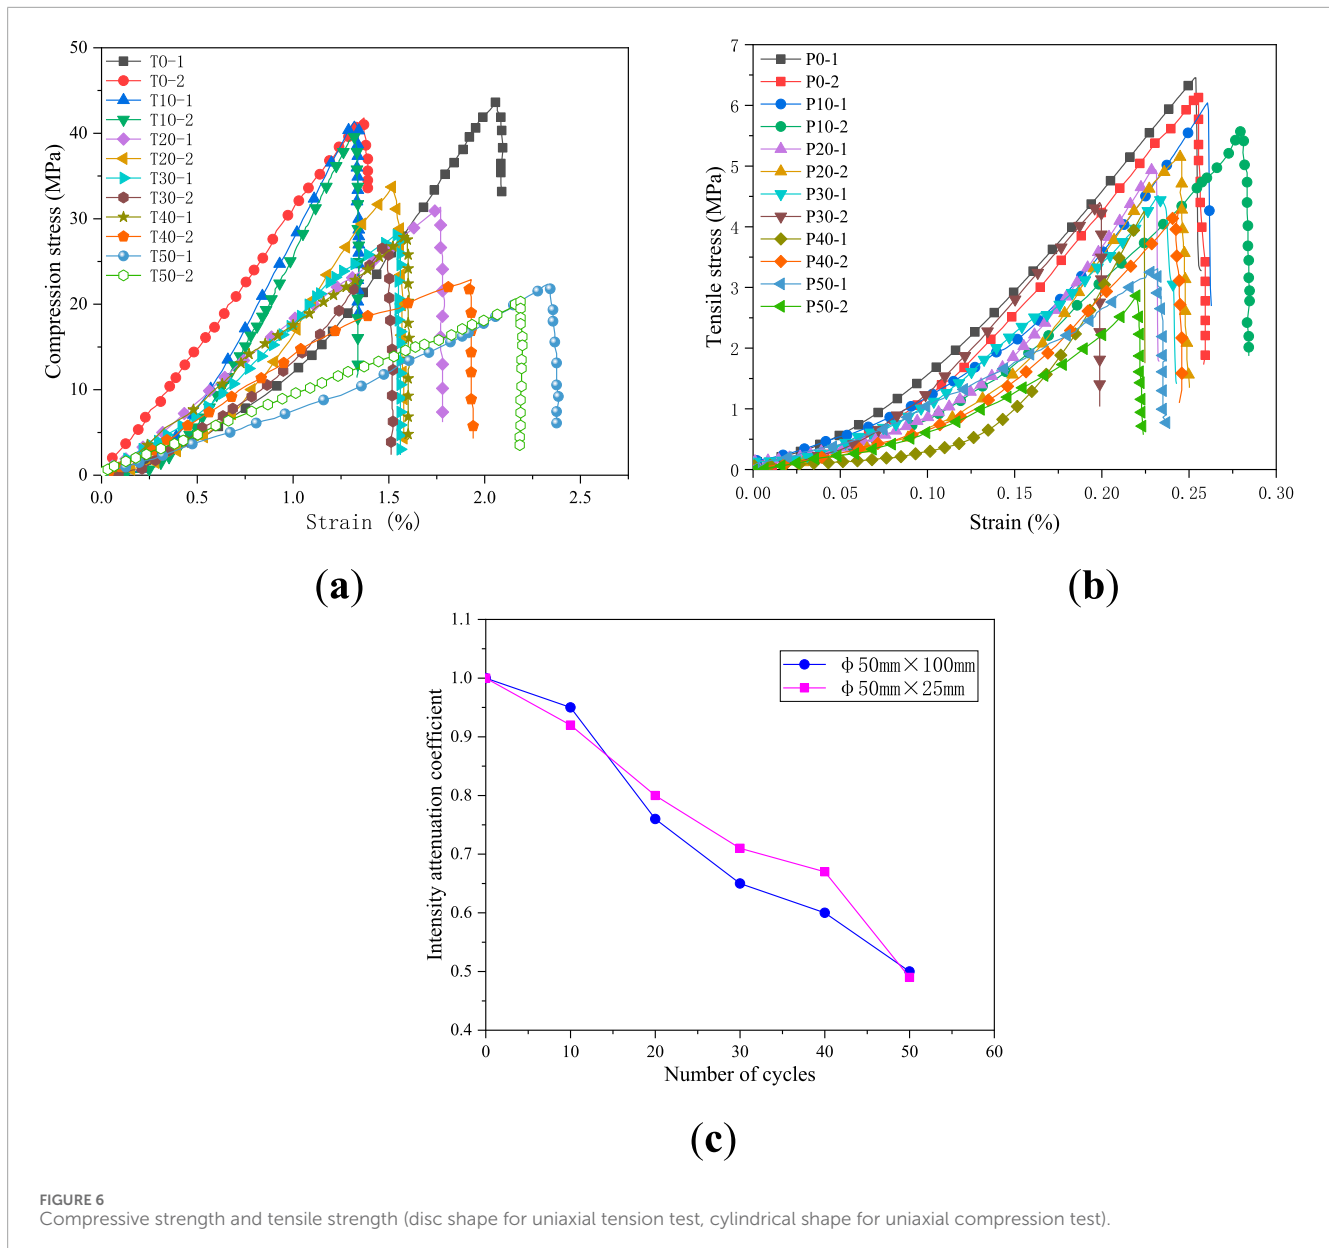 50
40
30
20
10
0
Compression stress (MPa)
T0-1
T0-2
T10-1
T10-2
T20-1
T20-2
T30-1
T30-2
T40-1
T40-2
T50-1
T50-2
0.0 0.5 1.0 1.5 2.0 2.5
Strain (%)
(a)
7
6
5
4
3
2
1
0
Tensile stress (MPa)
P0-1
P0-2
P10-1
P10-2
P20-1
P20-2
P30-1
P30-2
P40-1
P40-2
P50-1
P50-2
0.00 0.05 0.10 0.15 0.20 0.25 0.30
Strain (%)
(b)
1.1
1.0
0.9
0.8
0.7
0.6
0.5
0.4
Intensity attenuation coefficient
ϕ50mm×100mm
ϕ50mm×25mm
0 10 20 30 40 50 60
Number of cycles
(c)
FIGURE 6
Compressive strength and tensile strength (disc shape for uniaxial tension test, cylindrical shape for uniaxial compression test).